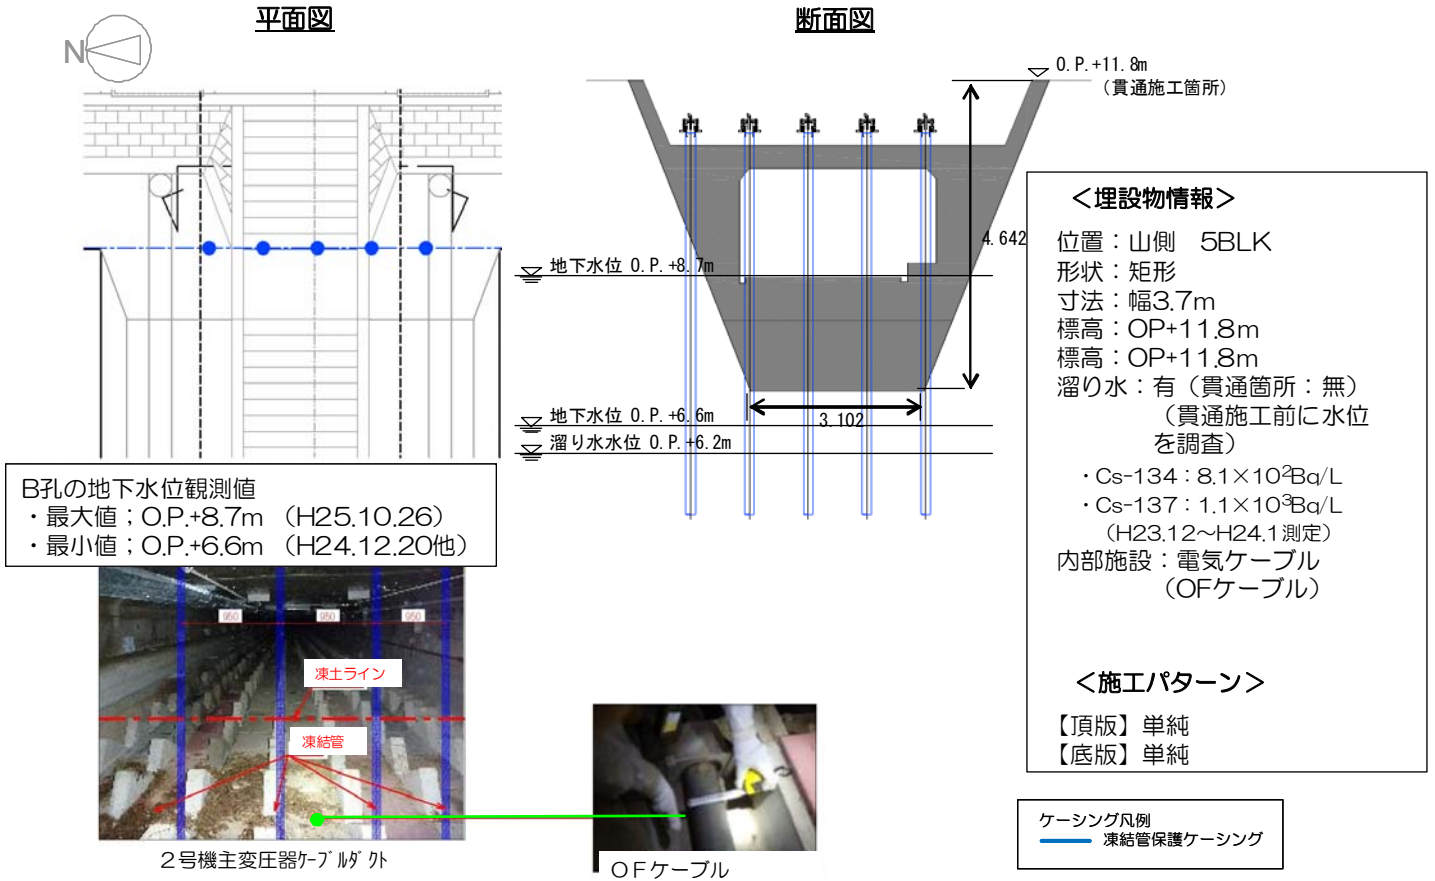 平面図
断面図
N
O.P.+11.8m
（貫通施工箇所）
4.642
地下水位 O.P.+8.7m
地下水位 O.P.+6.6m
3.102
溜り水水位 O.P.+6.2m
B孔の地下水位観測値
・最大値；O.P.+8.7m （H25.10.26）
・最小値；O.P.+6.6m （H24.12.20他）
950
950
950
凍土ライン
凍結管
２号機主変圧器ｹｰﾌﾞﾙﾀﾞｸﾄ
ＯＦケーブル
＜埋設物情報＞
位置：山側　5BLK
形状：矩形
寸法：幅3.7m
標高：OP+11.8m
標高：OP+11.8m
溜り水：有（貫通箇所：無）
（貫通施工前に水位
を調査）
・Cs-134：8.1×10²Bq/L
・Cs-137：1.1×10³Bq/L
（H23.12～H24.1測定）
内部施設：電気ケーブル
（OFケーブル）
＜施工パターン＞
【頂版】単純
【底版】単純
ケーシング凡例
凍結管保護ケーシング